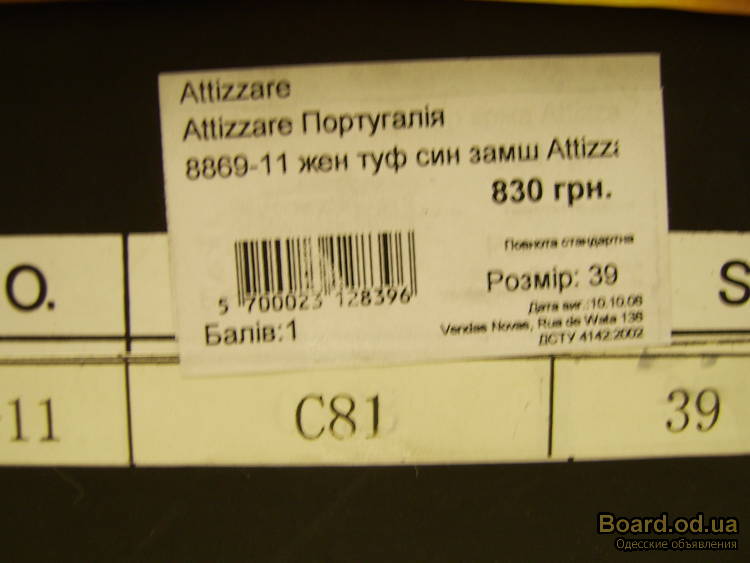 Attizzare
Attizzare Португалія
8869-11 жен туф син замш Attizza
830 грн.
Повнота стандартна
Розмір: 39
5 700023 128396
Дата виг.:10.10.06
Балів:1
Vendas Novas, Rua de Wata 136
ДСТУ 4142:2002
O.
S
-11
C81
39
Board.od.ua
Одесские объявления